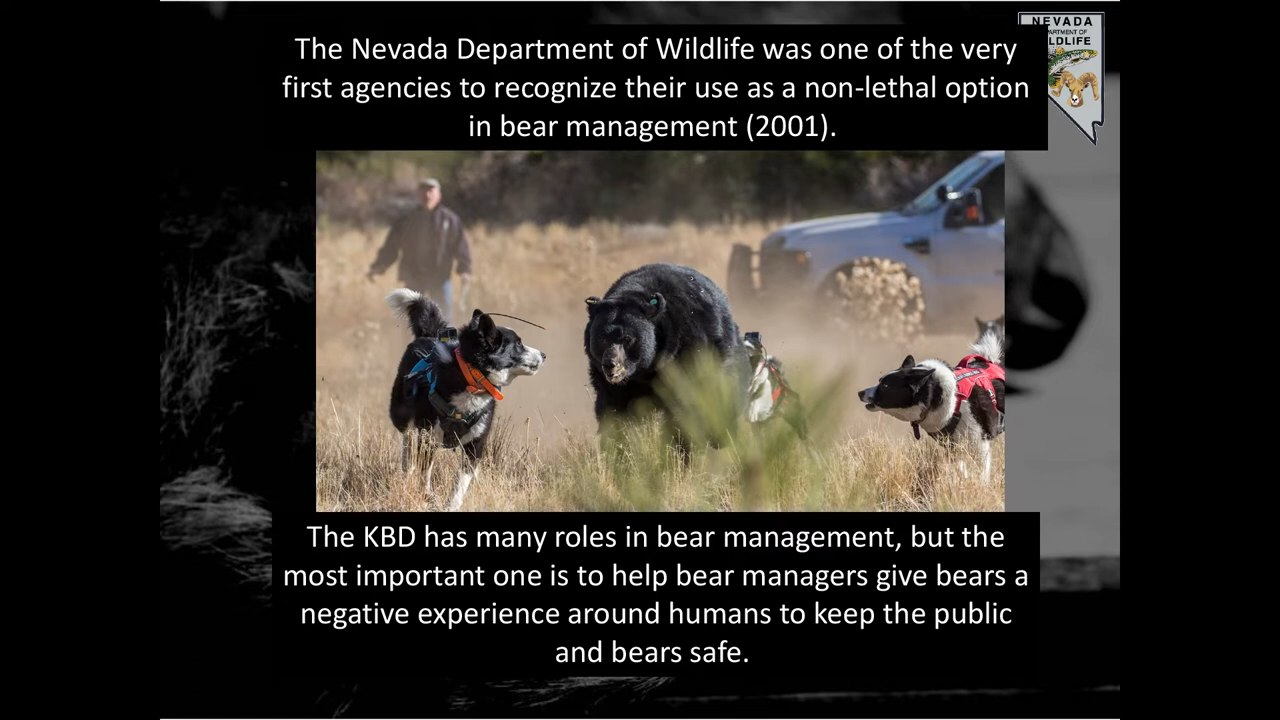 NEVADA
DEPARTMENT OF
WILDLIFE
The Nevada Department of Wildlife was one of the very
first agencies to recognize their use as a non-lethal option
in bear management (2001).
The KBD has many roles in bear management, but the
most important one is to help bear managers give bears a
negative experience around humans to keep the public
and bears safe.